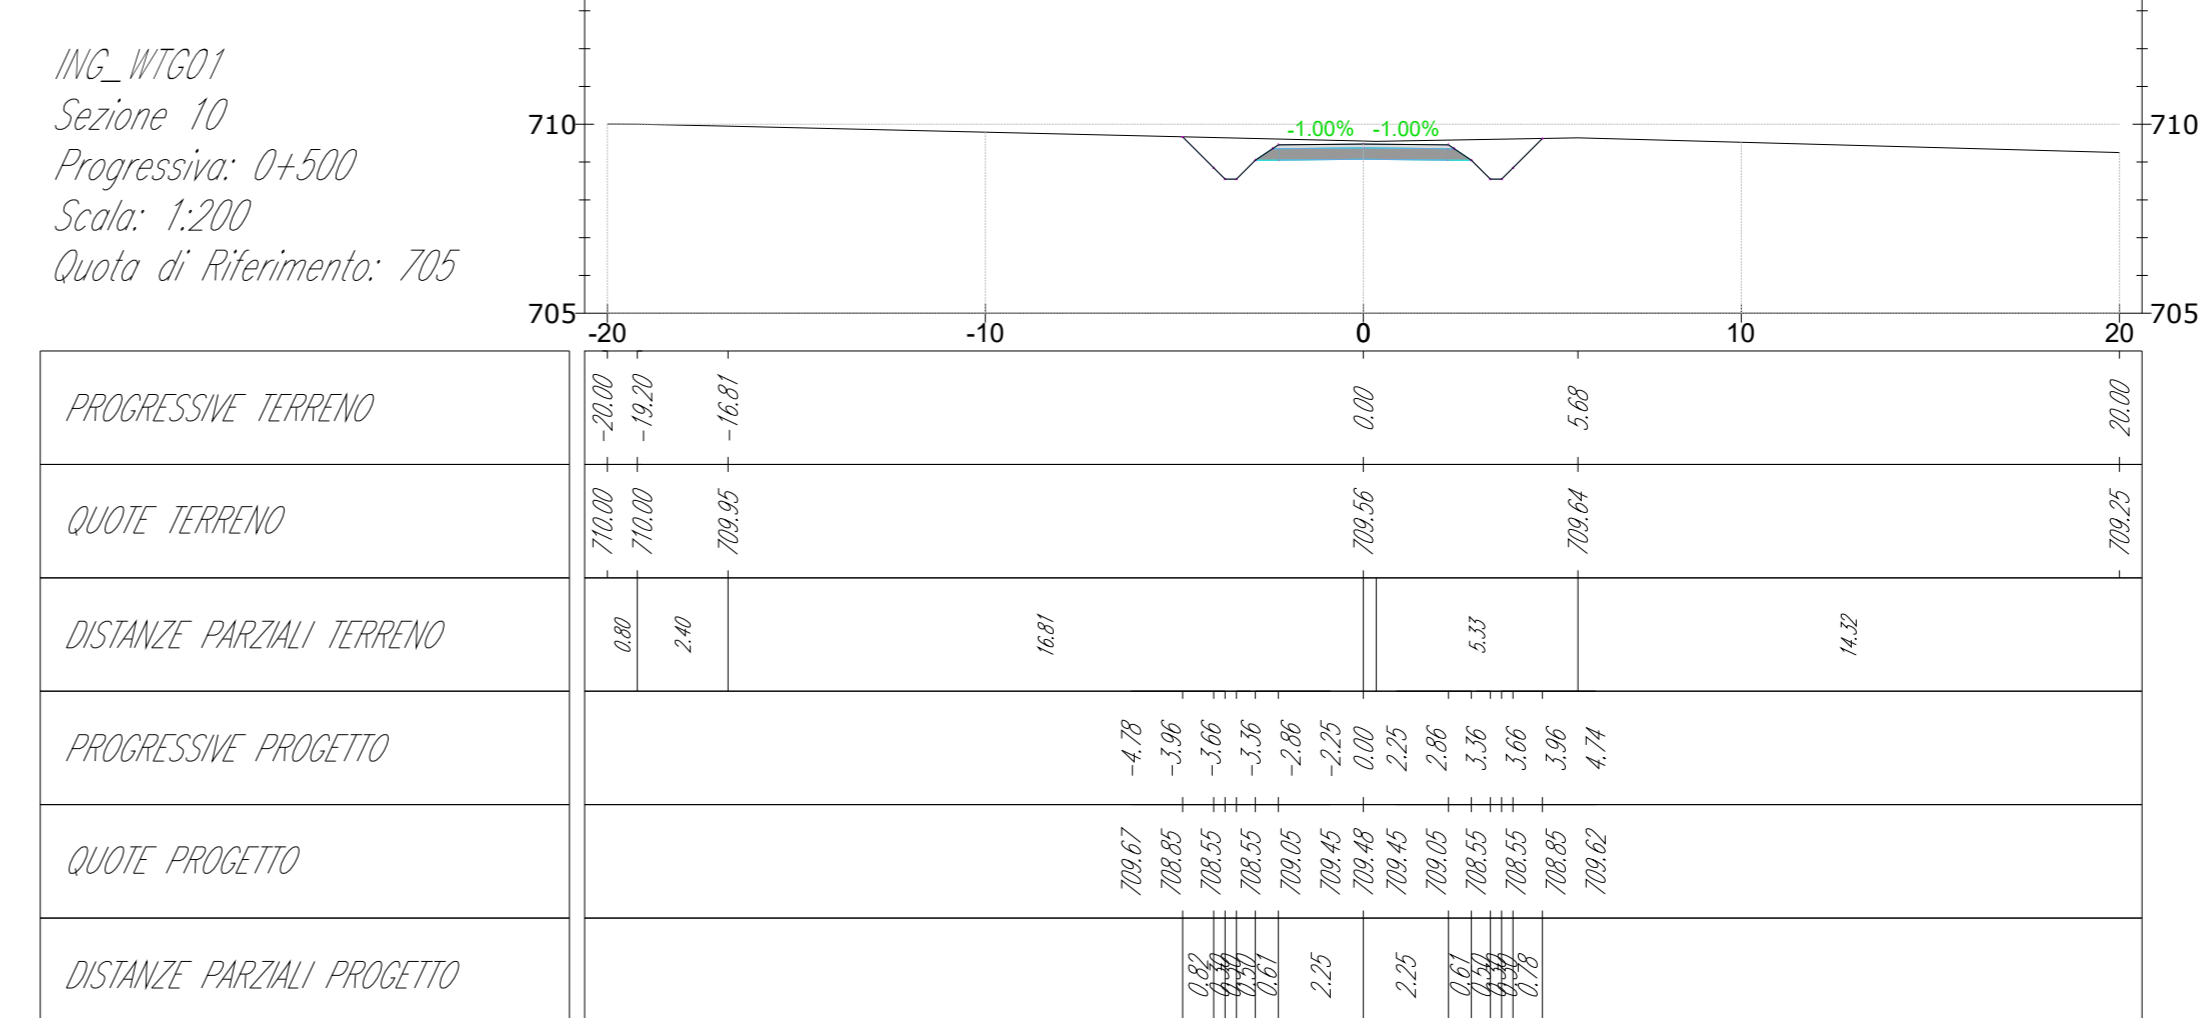 ING_WTG01
Sezione 10
Progressiva: 0+500
Scala: 1:200
Quota di Riferimento: 705
710 -1.00% -1.00% 710
705 705
-20 -10 0 10 20
PROGRESSIVE TERRENO -20.00 -19.20 -16.81 0.00 5.68 20.00
QUOTE TERRENO 710.00 710.00 709.95 709.56 709.64 709.25
DISTANZE PARZIALI TERRENO 0.80 2.40 16.81 5.33 14.32
PROGRESSIVE PROGETTO -4.78 -3.96 -3.66 -3.36 -2.86 -2.25 0.00 2.25 2.86 3.36 3.66 3.96 4.74
QUOTE PROGETTO 709.67 708.85 708.55 708.55 709.05 709.45 709.48 709.45 709.05 708.55 708.55 708.85 709.62
DISTANZE PARZIALI PROGETTO 0.82 0.50 0.61 2.25 2.25 0.61 0.50 0.78